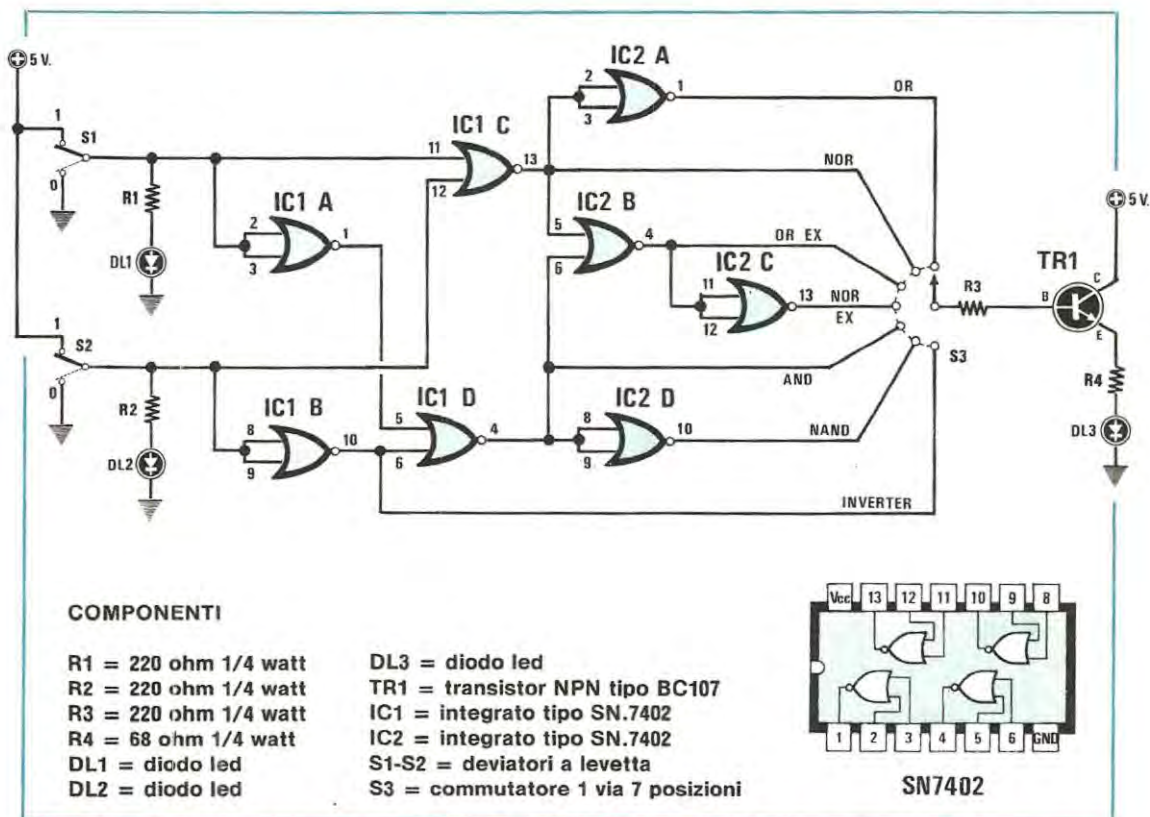 5 V.
IC2 A
2
3
1
OR
1
S1
0
IC1 C
11
12
13
NOR
R1
DL1
IC1 A
2
3
1
IC2 B
5
6
4
OR EX
IC2 C
11
12
13
NOR
EX
5 V.
TR1
C
B
E
R3
R4
DL3
S3
1
S2
0
R2
DL2
IC1 B
8
9
10
IC1 D
5
6
4
AND
IC2 D
8
9
10
NAND
INVERTER
COMPONENTI
R1 = 220 ohm 1/4 watt
R2 = 220 ohm 1/4 watt
R3 = 220 ohm 1/4 watt
R4 = 68 ohm 1/4 watt
DL1 = diodo led
DL2 = diodo led
DL3 = diodo led
TR1 = transistor NPN tipo BC107
IC1 = integrato tipo SN.7402
IC2 = integrato tipo SN.7402
S1-S2 = deviatori a levetta
S3 = commutatore 1 via 7 posizioni
Vcc 13 12 11 10 9 8
1 2 3 4 5 6 GND
SN7402